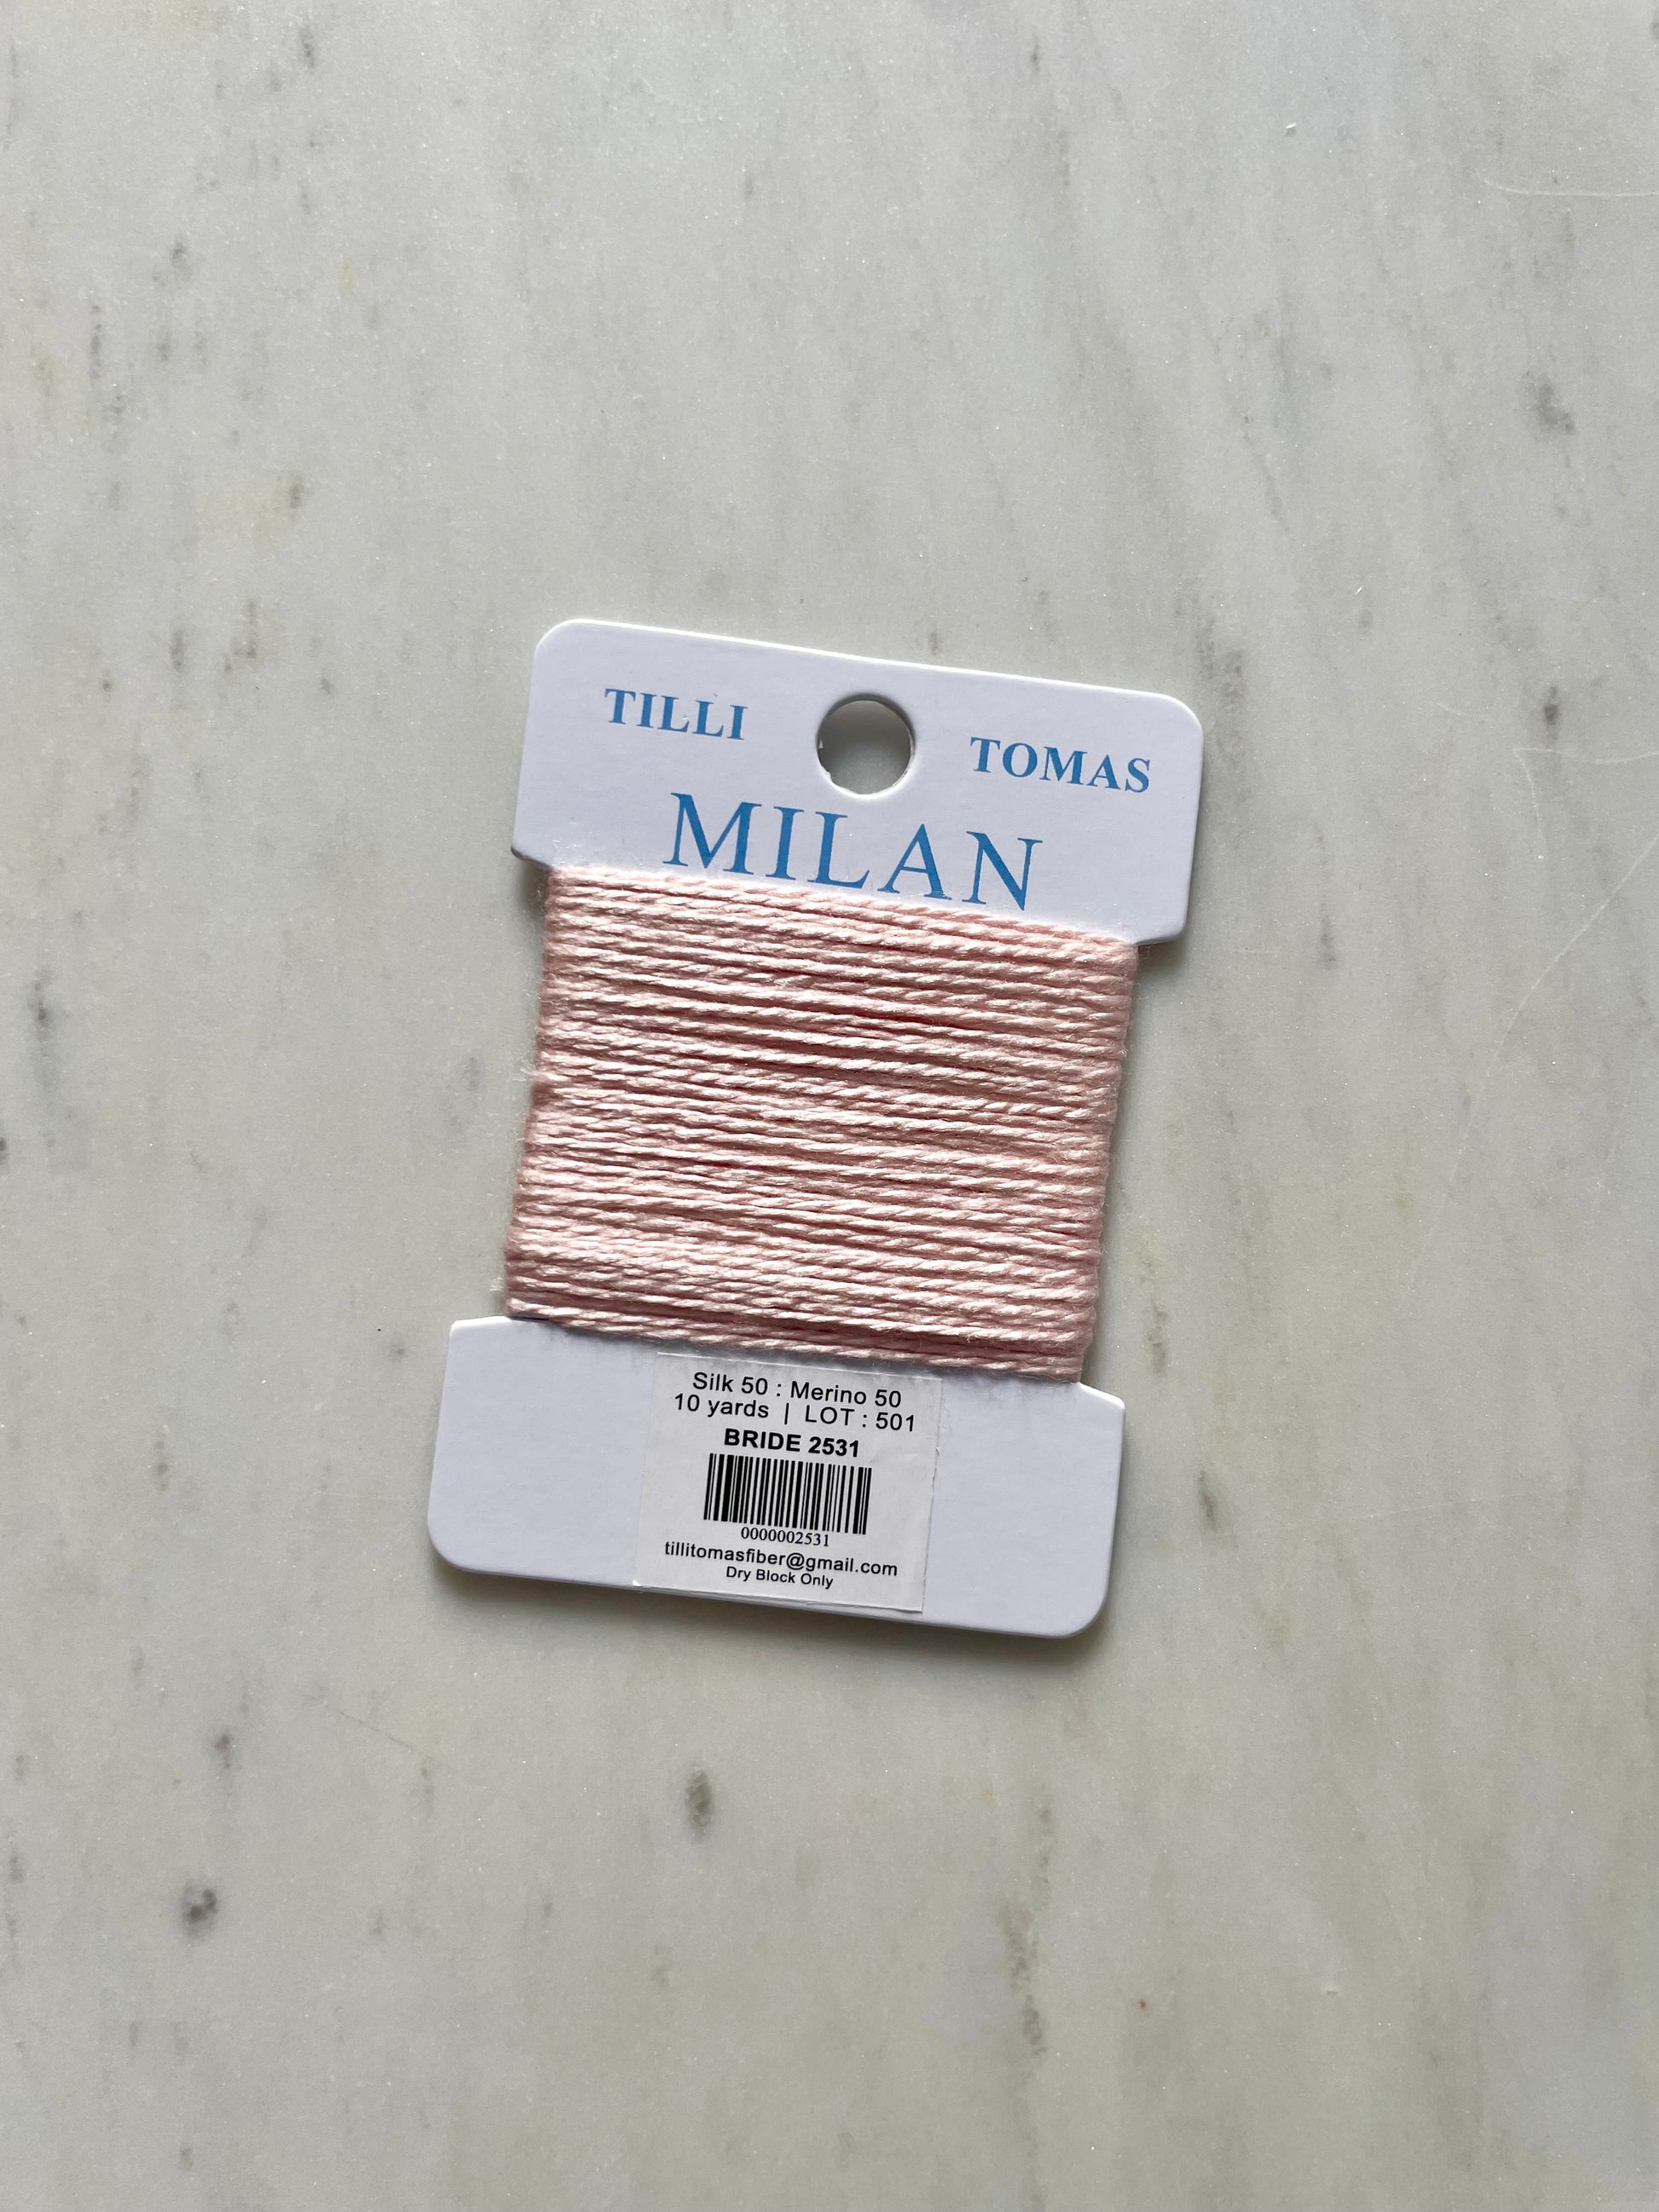 TILLI TOMAS
MILAN
Silk 50 : Merino 50
10 yards | LOT : 501
BRIDE 2531
0000002531
tillitomasfiber@gmail.com
Dry Block Only